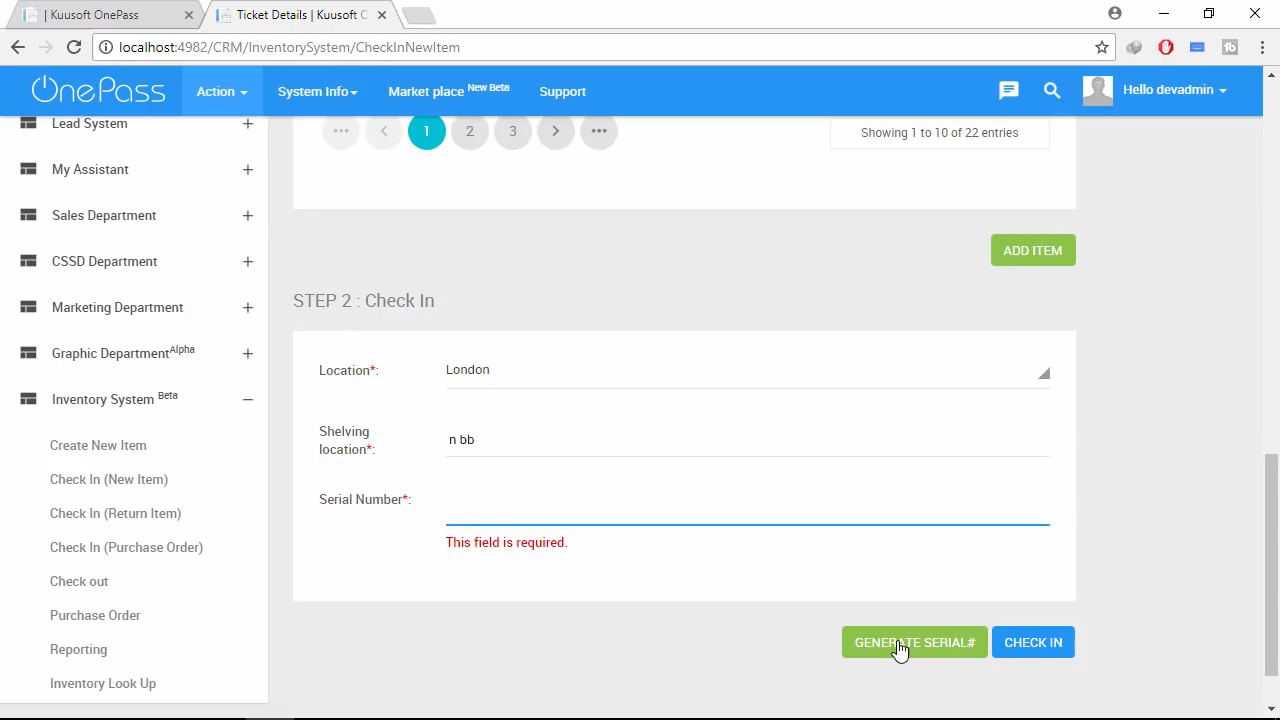 | Kuusoft OnePass
Ticket Details | Kuusoft O
localhost:4982/CRM/InventorySystem/CheckInNewItem
OnePass
Action
System Info
Market place New Beta
Support
Hello devadmin
Lead System
My Assistant
Sales Department
CSSD Department
Marketing Department
Graphic Department Alpha
Inventory System Beta
Create New Item
Check In (New Item)
Check In (Return Item)
Check In (Purchase Order)
Check out
Purchase Order
Reporting
Inventory Look Up
1 2 3
Showing 1 to 10 of 22 entries
ADD ITEM
STEP 2 : Check In
Location*: London
Shelving
location*: n bb
Serial Number*:
This field is required.
GENERATE SERIAL#
CHECK IN